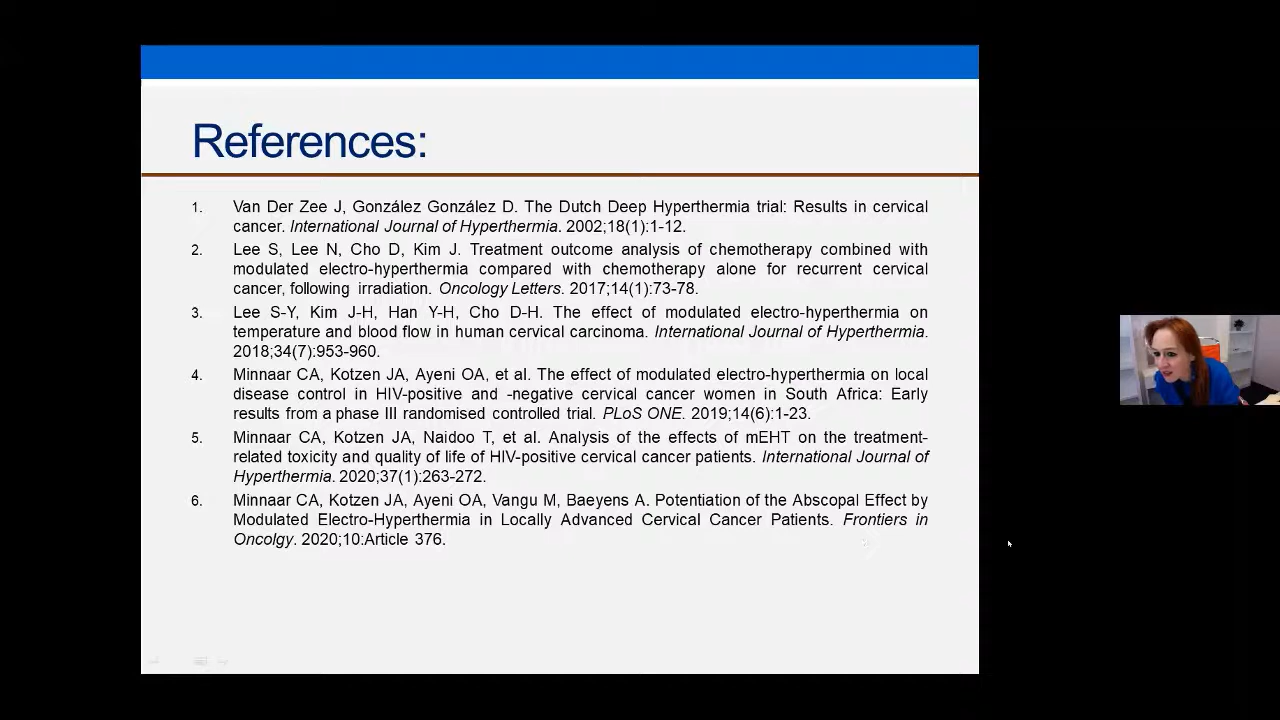 References:
1. Van Der Zee J, González González D. The Dutch Deep Hyperthermia trial: Results in cervical
cancer. International Journal of Hyperthermia. 2002;18(1):1-12.
2. Lee S, Lee N, Cho D, Kim J. Treatment outcome analysis of chemotherapy combined with
modulated electro-hyperthermia compared with chemotherapy alone for recurrent cervical
cancer, following irradiation. Oncology Letters. 2017;14(1):73-78.
3. Lee S-Y, Kim J-H, Han Y-H, Cho D-H. The effect of modulated electro-hyperthermia on
temperature and blood flow in human cervical carcinoma. International Journal of Hyperthermia.
2018;34(7):953-960.
4. Minnaar CA, Kotzen JA, Ayeni OA, et al. The effect of modulated electro-hyperthermia on local
disease control in HIV-positive and -negative cervical cancer women in South Africa: Early
results from a phase III randomised controlled trial. PLoS ONE. 2019;14(6):1-23.
5. Minnaar CA, Kotzen JA, Naidoo T, et al. Analysis of the effects of mEHT on the treatment-
related toxicity and quality of life of HIV-positive cervical cancer patients. International Journal of
Hyperthermia. 2020;37(1):263-272.
6. Minnaar CA, Kotzen JA, Ayeni OA, Vangu M, Baeyens A. Potentiation of the Abscopal Effect by
Modulated Electro-Hyperthermia in Locally Advanced Cervical Cancer Patients. Frontiers in
Oncolgy. 2020;10:Article 376.